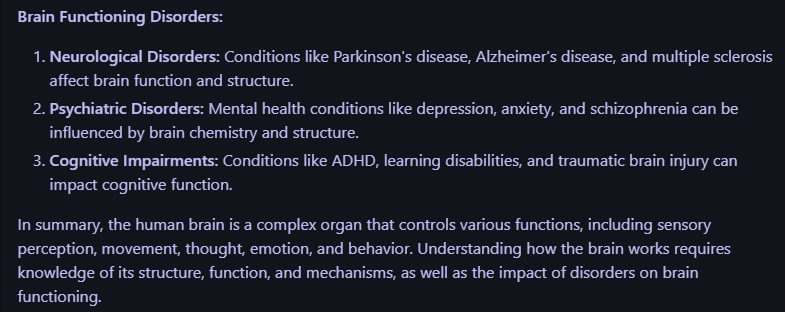 Brain Functioning Disorders:
1. Neurological Disorders: Conditions like Parkinson's disease, Alzheimer's disease, and multiple sclerosis
affect brain function and structure.
2. Psychiatric Disorders: Mental health conditions like depression, anxiety, and schizophrenia can be
influenced by brain chemistry and structure.
3. Cognitive Impairments: Conditions like ADHD, learning disabilities, and traumatic brain injury can
impact cognitive function.
In summary, the human brain is a complex organ that controls various functions, including sensory
perception, movement, thought, emotion, and behavior. Understanding how the brain works requires
knowledge of its structure, function, and mechanisms, as well as the impact of disorders on brain
functioning.